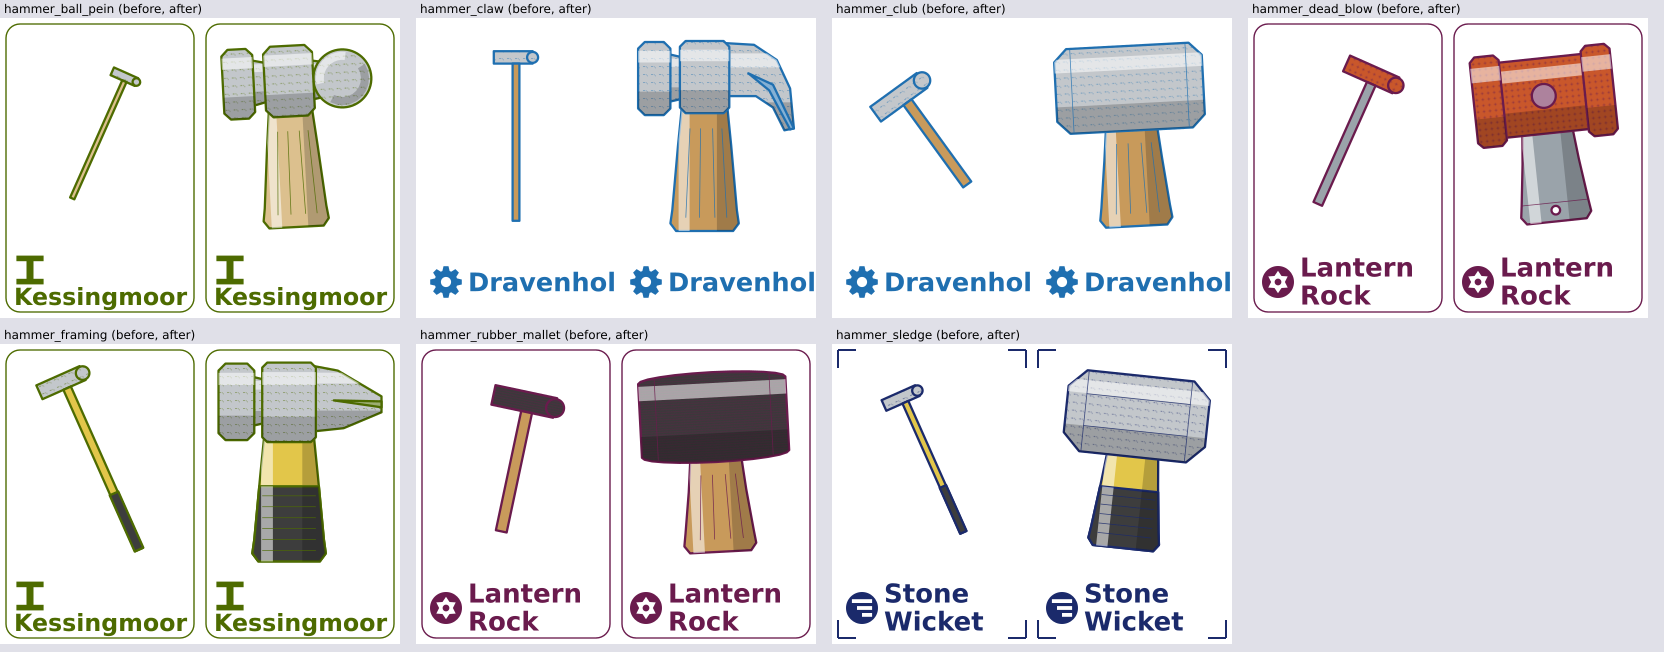 hammer_ball_pein (before, after)
hammer_claw (before, after)
hammer_club (before, after)
hammer_dead_blow (before, after)
Kessingmoor
Kessingmoor
Dravenhol
Dravenhol
Dravenhol
Dravenhol
Lantern
Rock
Lantern
Rock
hammer_framing (before, after)
hammer_rubber_mallet (before, after)
hammer_sledge (before, after)
Kessingmoor
Kessingmoor
Lantern
Rock
Lantern
Rock
Stone
Wicket
Stone
Wicket